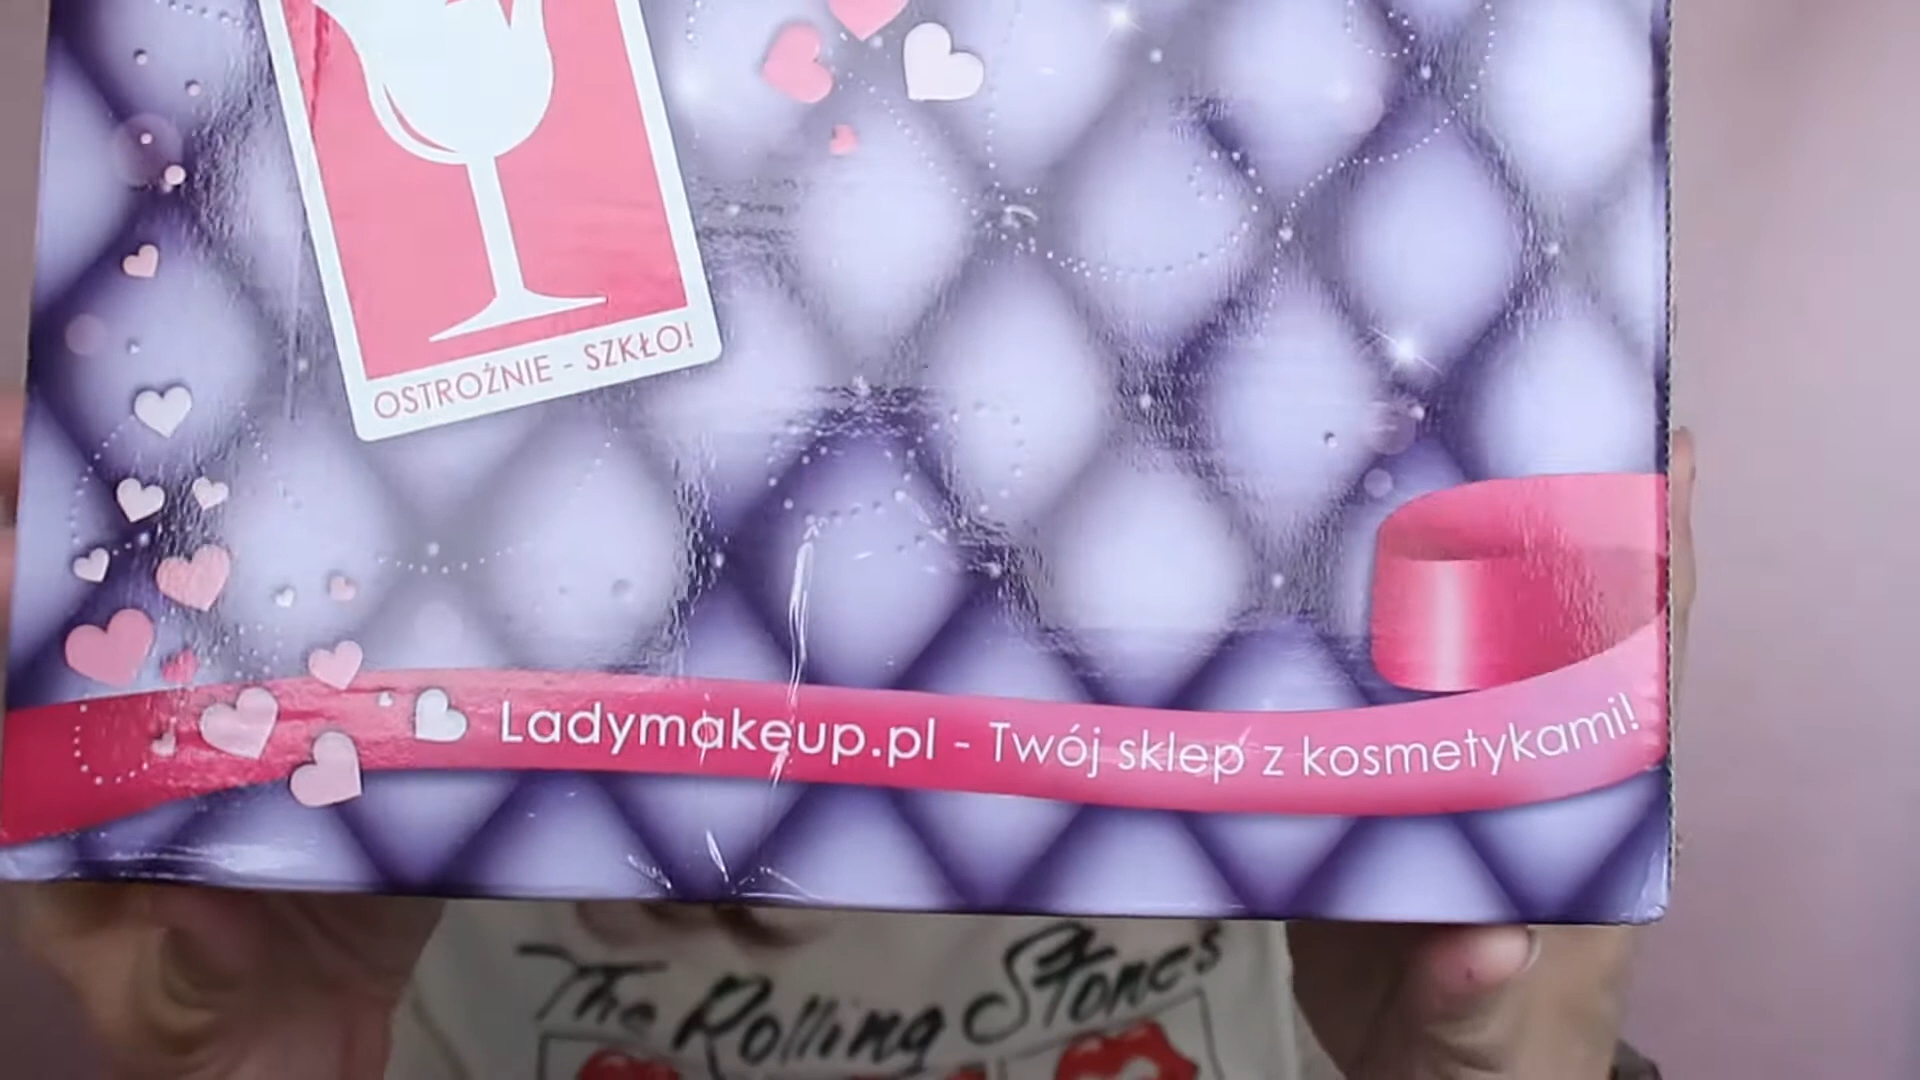 OSTROŻNIE - SZKŁO!
Ladymakeup.pl - Twój sklep z kosmetykami!
The Rolling Stones